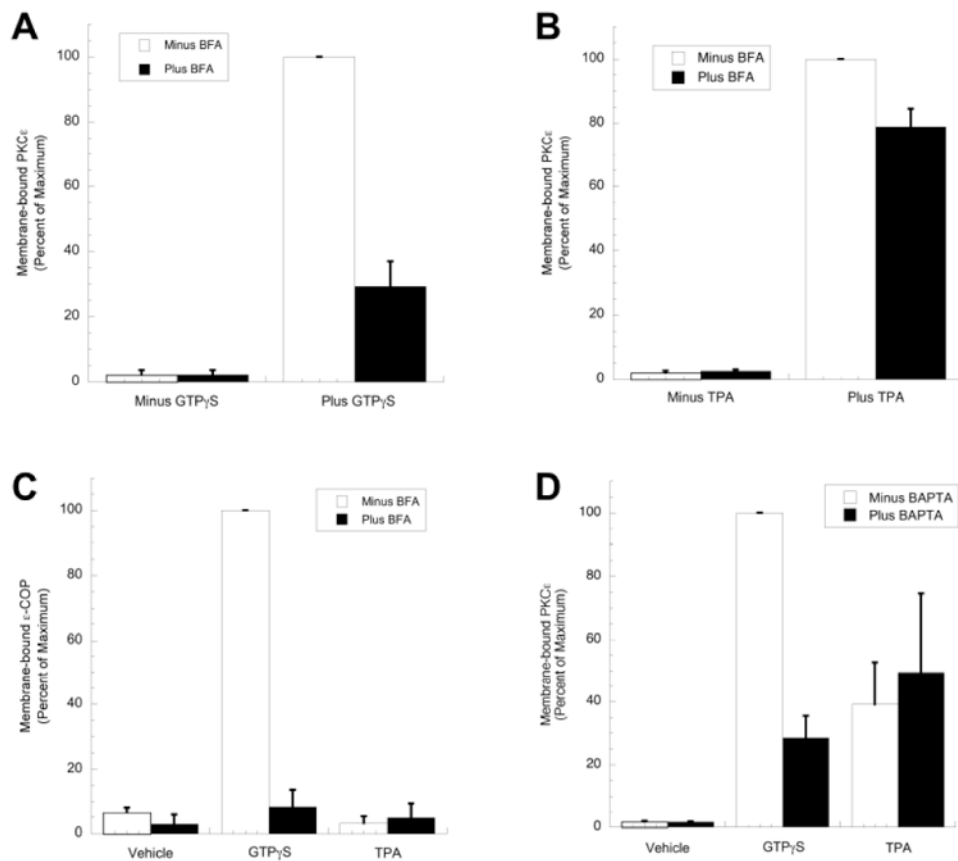 A
Minus BFA
Plus BFA
Membrane-bound PKCε
(Percent of Maximum)
100
80
60
40
20
0
Minus GTPγS
Plus GTPγS
B
Minus BFA
Plus BFA
Membrane-bound PKCε
(Percent of Maximum)
100
80
60
40
20
0
Minus TPA
Plus TPA
C
Minus BFA
Plus BFA
Membrane-bound ε-COP
(Percent of Maximum)
100
80
60
40
20
0
Vehicle
GTPγS
TPA
D
Minus BAPTA
Plus BAPTA
Membrane-bound PKCε
(Percent of Maximum)
100
80
60
40
20
0
Vehicle
GTPγS
TPA